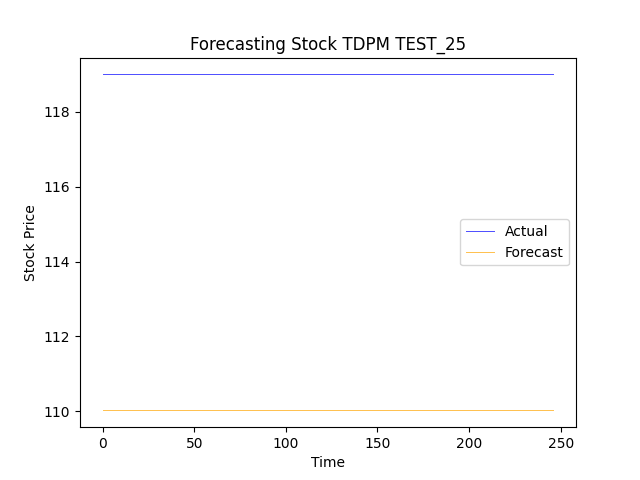 Forecasting Stock TDPM TEST_25
118
116
114
112
110
Stock Price
Actual
Forecast
0 50 100 150 200 250
Time